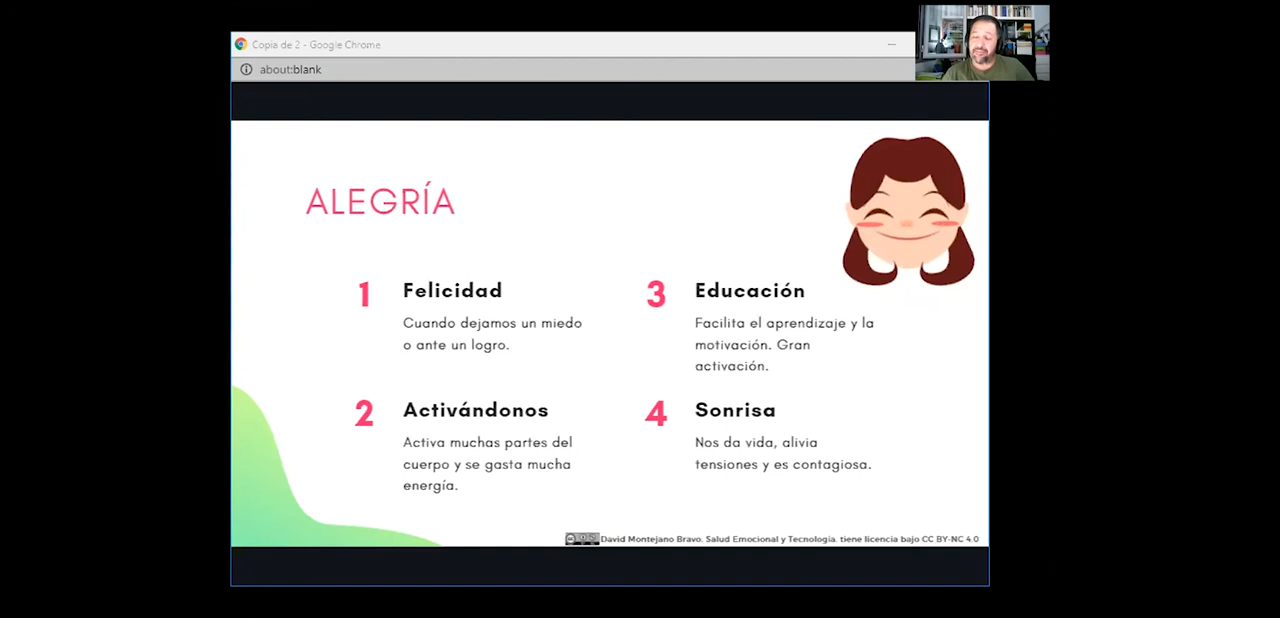 Copia de 2 - Google Chrome
about:blank
ALEGRÍA
1 Felicidad
Cuando dejamos un miedo
o ante un logro.
2 Activándonos
Activa muchas partes del
cuerpo y se gasta mucha
energía.
3 Educación
Facilita el aprendizaje y la
motivación. Gran
activación.
4 Sonrisa
Nos da vida, alivia
tensiones y es contagiosa.
David Montejano Bravo. Salud Emocional y Tecnología. tiene licencia bajo CC BY-NC 4.0